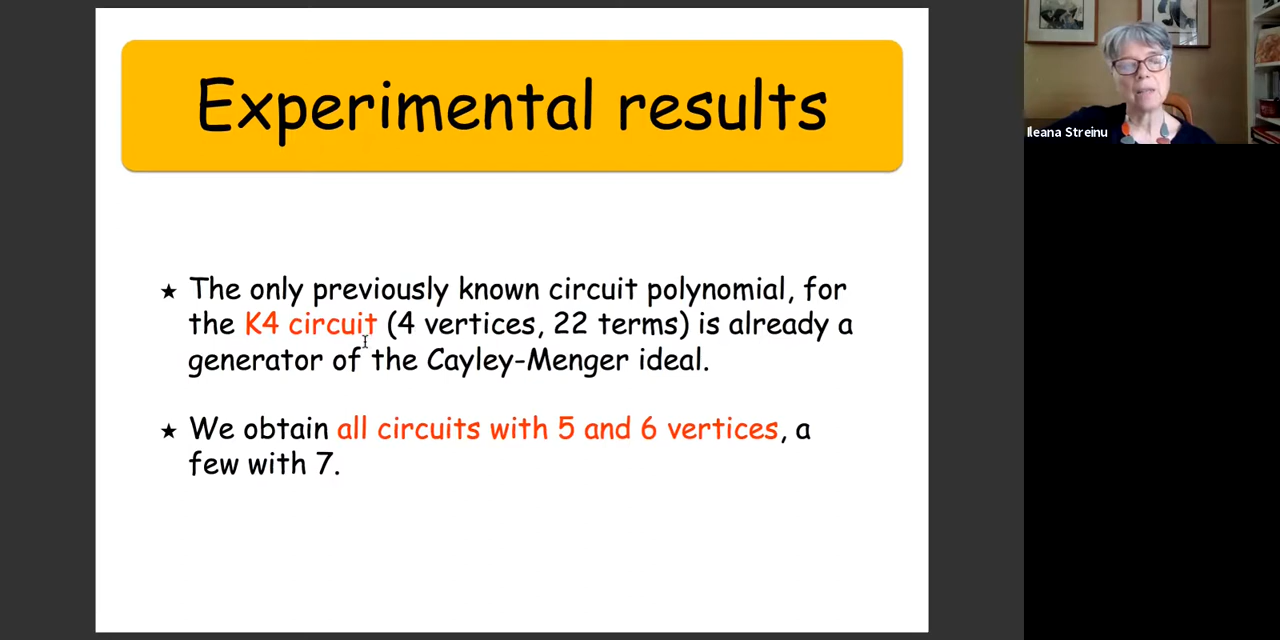 Experimental results
★ The only previously known circuit polynomial, for
the K4 circuit (4 vertices, 22 terms) is already a
generator of the Cayley-Menger ideal.
★ We obtain all circuits with 5 and 6 vertices, a
few with 7.
Ileana Streinu